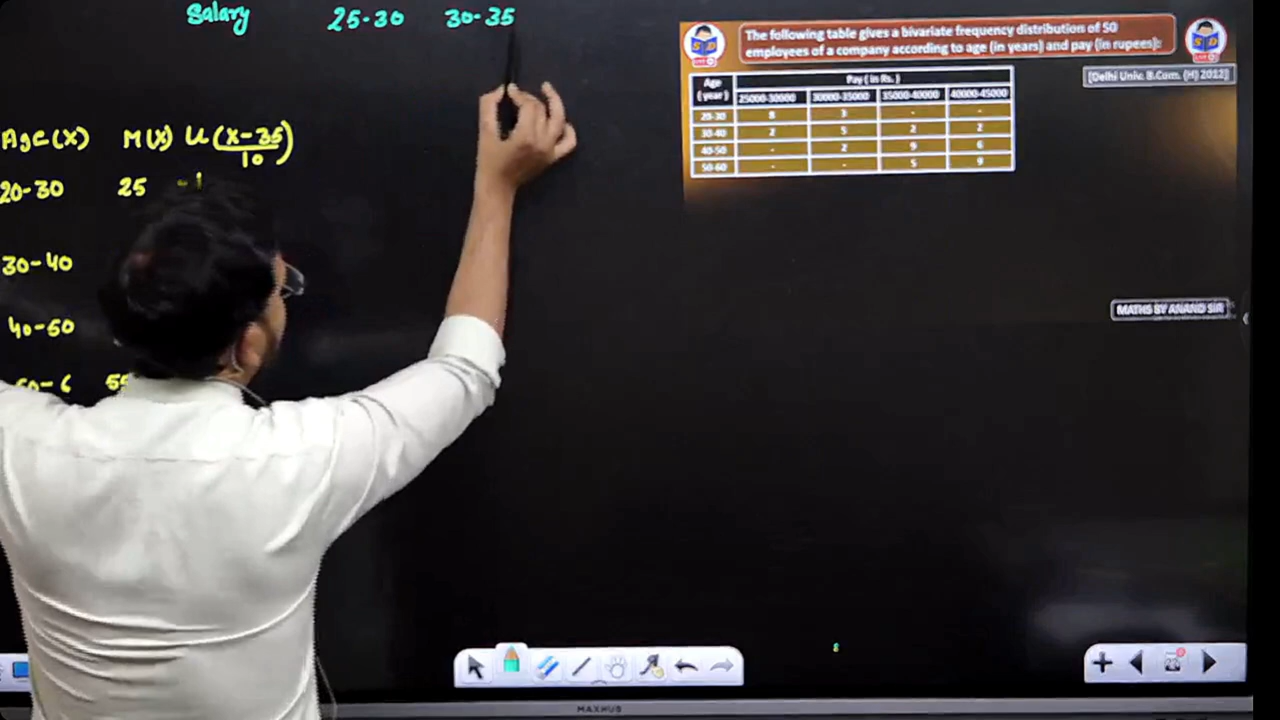 Salary 25-30 30-35
Age(X) M(X) U(x-35/10)
20-30 25 -1
30-40
40-50
The following table gives a bivariate frequency distribution of 50
employees of a company according to age (in years) and pay (in rupees):
[Delhi Univ. B.Com. (H) 2012]]
Age (year) Pay ( in Rs. )
25000-30000 30000-35000 35000-40000 40000-45000
20-30 8 3 - -
30-40 2 5 2 2
40-50 - 2 9 6
50-60 - - 5 9
MATHS BY ANAND SIR
MAXHUB